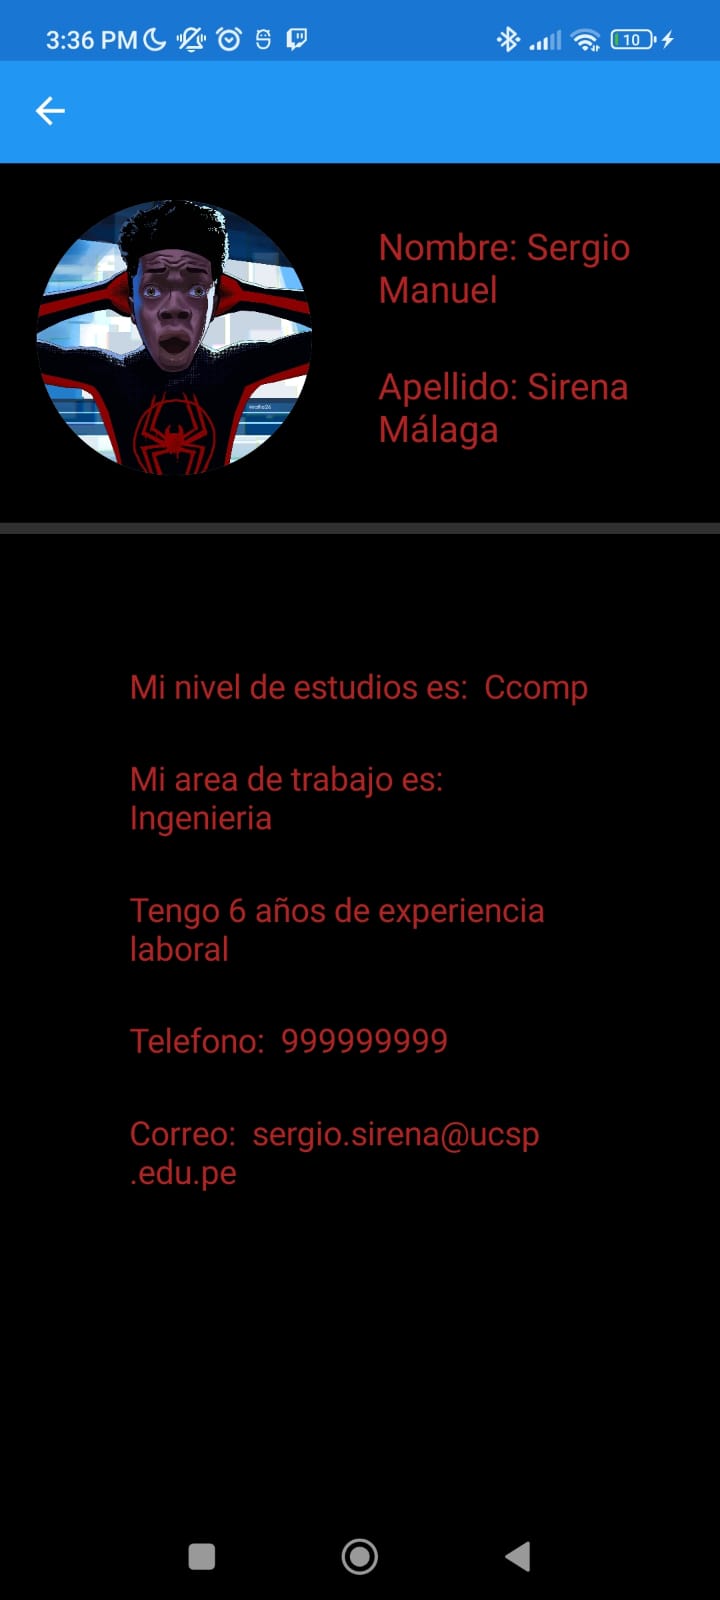 3:36 PM
10
Nombre: Sergio
Manuel
Apellido: Sirena
Málaga
Mi nivel de estudios es:  Ccomp
Mi area de trabajo es:
Ingenieria
Tengo 6 años de experiencia
laboral
Telefono:  999999999
Correo:  sergio.sirena@ucsp
.edu.pe